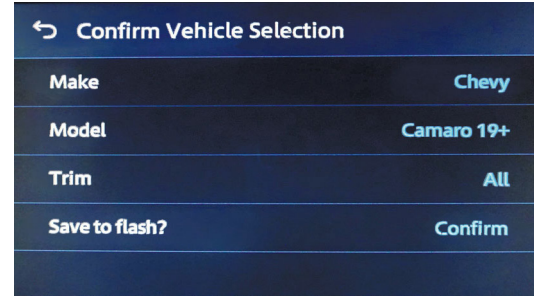 Confirm Vehicle Selection
Make Chevy
Model Camaro 19+
Trim All
Save to flash? Confirm